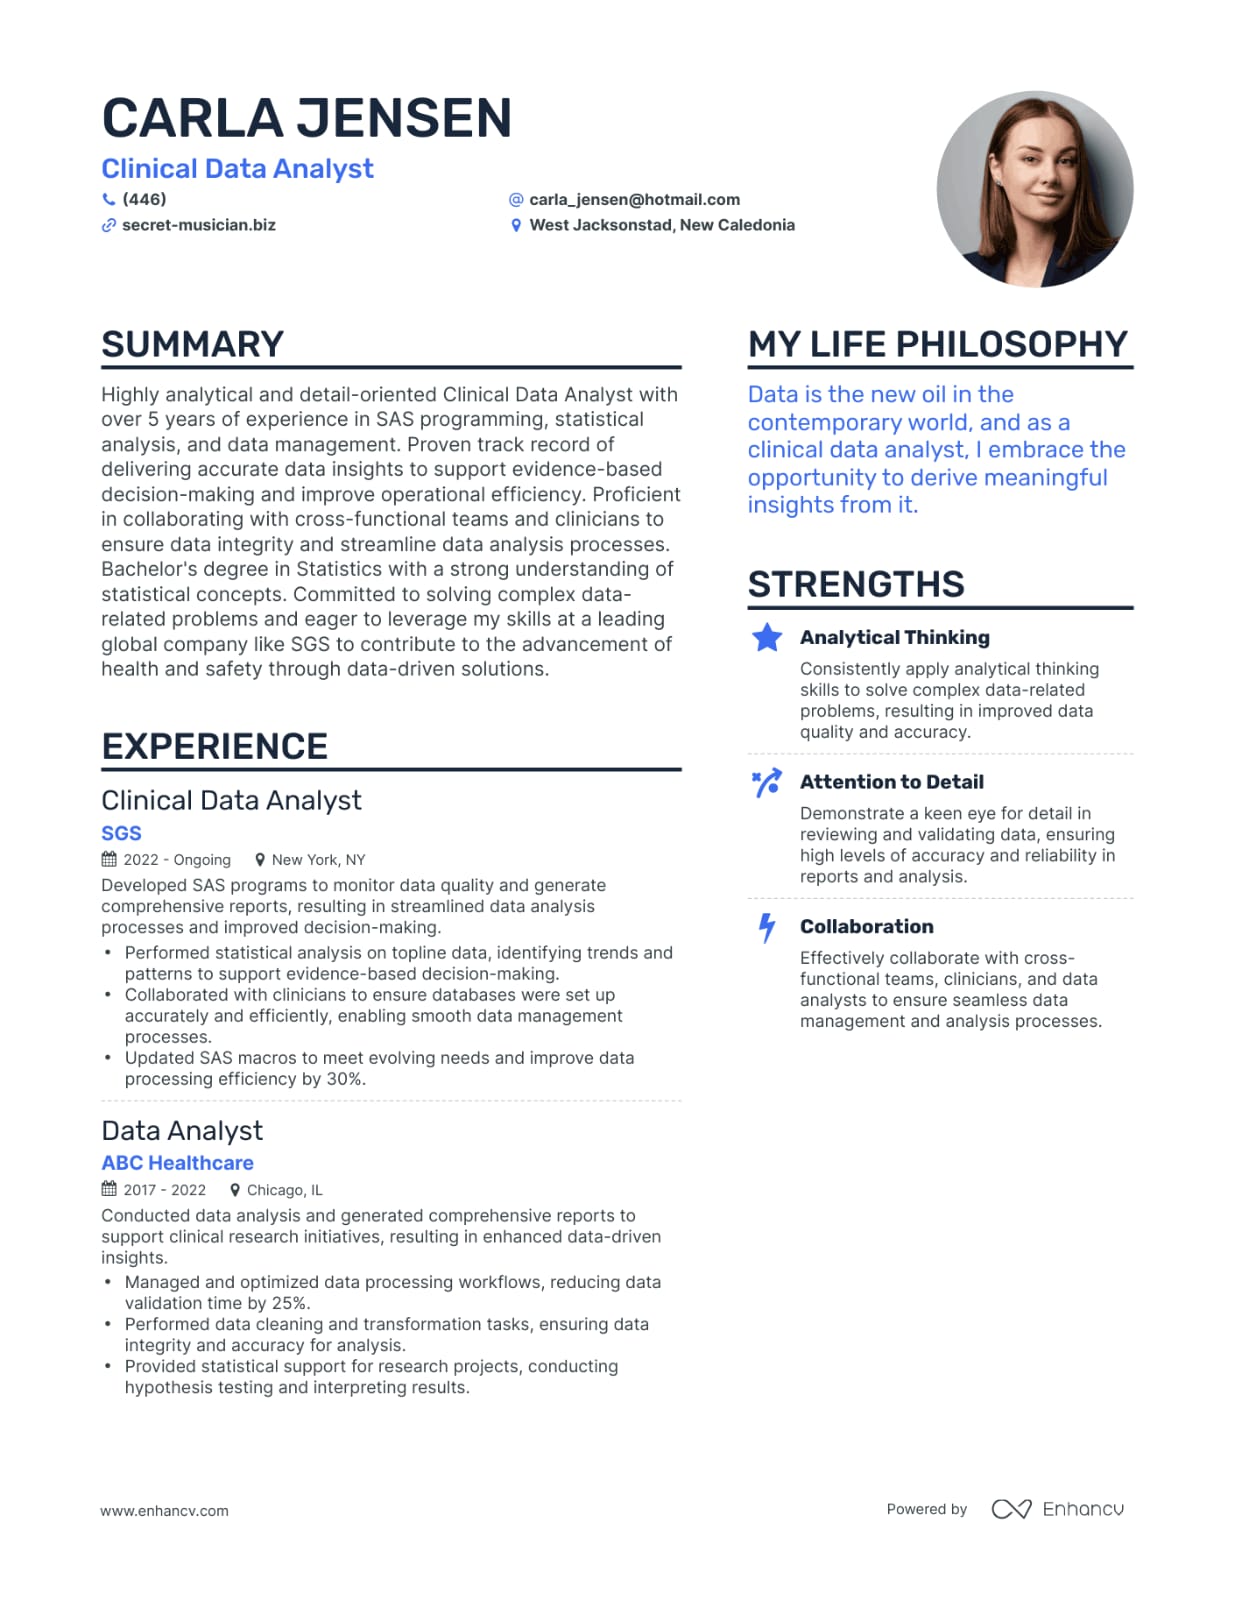 CARLA JENSEN
Clinical Data Analyst
(446)
@ carla_jensen@hotmail.com
secret-musician.biz
West Jacksonstad, New Caledonia
SUMMARY
Highly analytical and detail-oriented Clinical Data Analyst with
over 5 years of experience in SAS programming, statistical
analysis, and data management. Proven track record of
delivering accurate data insights to support evidence-based
decision-making and improve operational efficiency. Proficient
in collaborating with cross-functional teams and clinicians to
ensure data integrity and streamline data analysis processes.
Bachelor's degree in Statistics with a strong understanding of
statistical concepts. Committed to solving complex data-
related problems and eager to leverage my skills at a leading
global company like SGS to contribute to the advancement of
health and safety through data-driven solutions.
EXPERIENCE
Clinical Data Analyst
SGS
2022 - Ongoing
New York, NY
Developed SAS programs to monitor data quality and generate
comprehensive reports, resulting in streamlined data analysis
processes and improved decision-making.
• Performed statistical analysis on topline data, identifying trends and
patterns to support evidence-based decision-making.
• Collaborated with clinicians to ensure databases were set up
accurately and efficiently, enabling smooth data management
processes.
• Updated SAS macros to meet evolving needs and improve data
processing efficiency by 30%.
Data Analyst
ABC Healthcare
2017 - 2022
Chicago, IL
Conducted data analysis and generated comprehensive reports to
support clinical research initiatives, resulting in enhanced data-driven
insights.
• Managed and optimized data processing workflows, reducing data
validation time by 25%.
• Performed data cleaning and transformation tasks, ensuring data
integrity and accuracy for analysis.
• Provided statistical support for research projects, conducting
hypothesis testing and interpreting results.
MY LIFE PHILOSOPHY
Data is the new oil in the
contemporary world, and as a
clinical data analyst, I embrace the
opportunity to derive meaningful
insights from it.
STRENGTHS
Analytical Thinking
Consistently apply analytical thinking
skills to solve complex data-related
problems, resulting in improved data
quality and accuracy.
Attention to Detail
Demonstrate a keen eye for detail in
reviewing and validating data, ensuring
high levels of accuracy and reliability in
reports and analysis.
Collaboration
Effectively collaborate with cross-
functional teams, clinicians, and data
analysts to ensure seamless data
management and analysis processes.
www.enhancv.com
Powered by
Enhancv